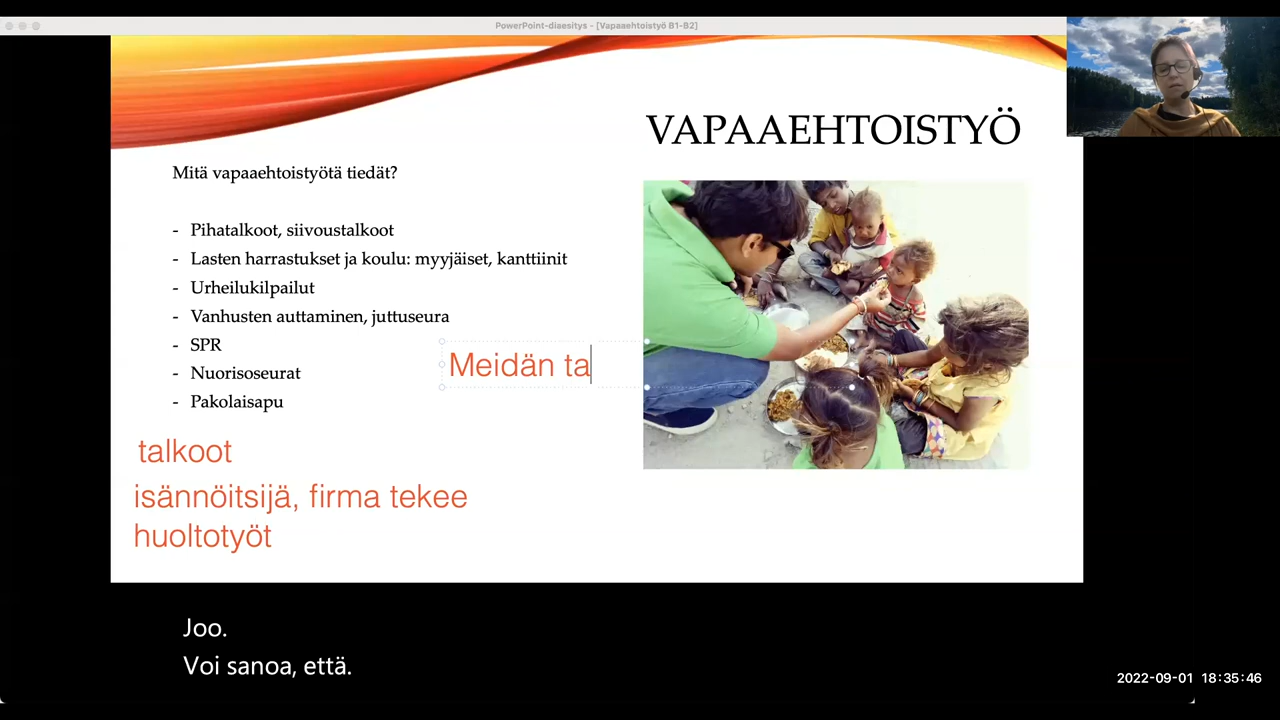 PowerPoint-diaesitys - [Vapaaehtoistyö B1-B2]
VAPAAEHTOISTYÖ
Mitä vapaaehtoistyötä tiedät?
- Pihatalkoot, siivoustalkoot
- Lasten harrastukset ja koulu: myyjäiset, kanttiinit
- Urheilukilpailut
- Vanhusten auttaminen, juttuseura
- SPR
- Nuorisoseurat
- Pakolaisapu
Meidän ta
talkoot
isännöitsijä, firma tekee
huoltotyöt
Joo.
Voi sanoa, että.
2022-09-01 18:35:46